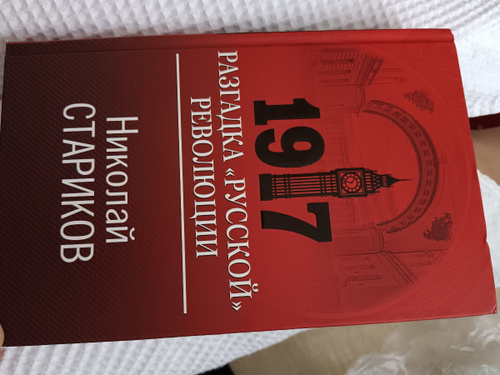 Николай
СТАРИКОВ
1917
РАЗГАДКА «РУССКОЙ»
РЕВОЛЮЦИИ